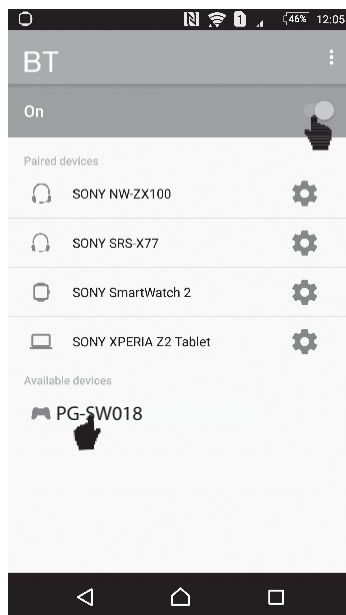 46% 12:05
BT
On
Paired devices
SONY NW-ZX100
SONY SRS-X77
SONY SmartWatch 2
SONY XPERIA Z2 Tablet
Available devices
PG-SW018